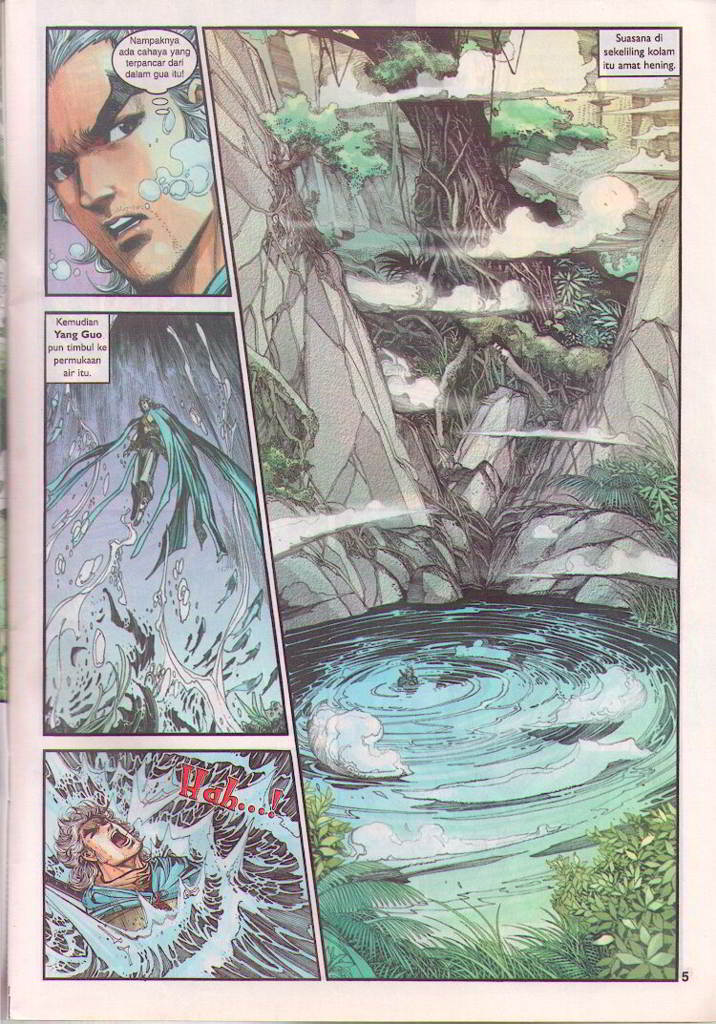 Nampaknya
ada cahaya yang
terpancar dari
dalam gua itu!
Kemudian
Yang Guo
pun timbul ke
permukaan
air itu.
Hah....!
Suasana di
sekeliling kolam
itu amat hening.
5